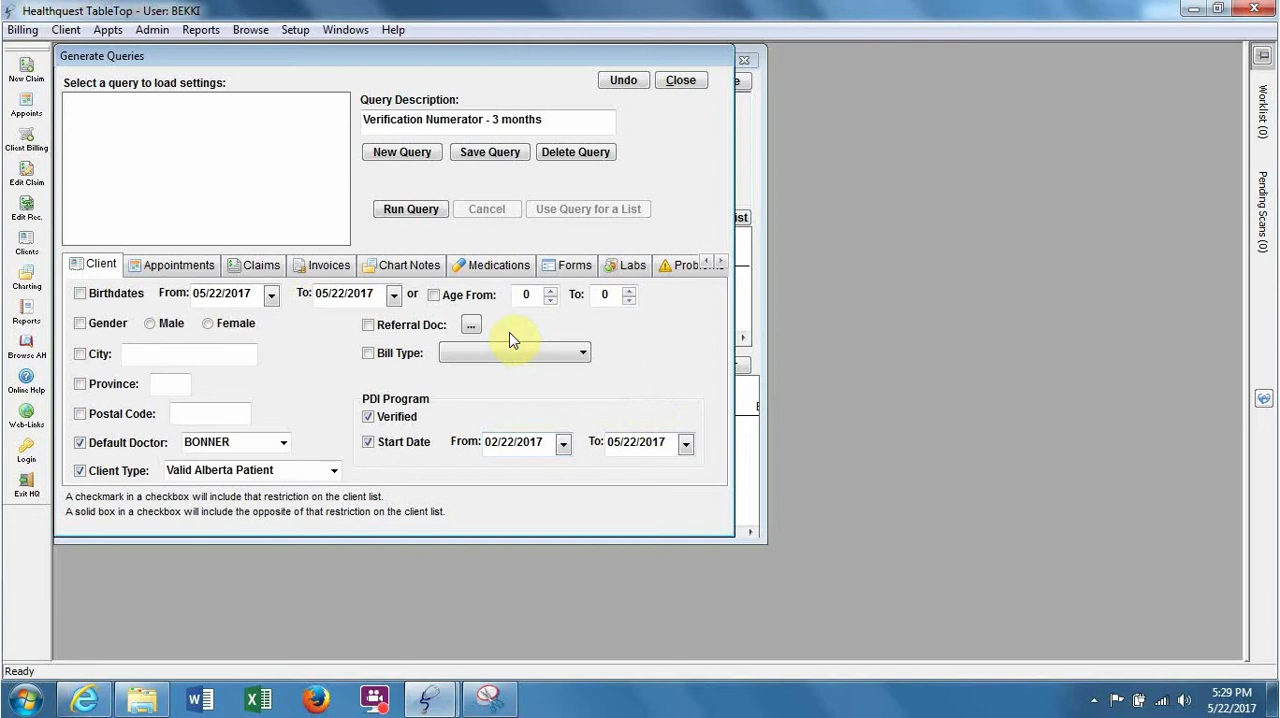 Healthquest TableTop - User: BEKKI
Billing Client Appts Admin Reports Browse Setup Windows Help
New Claim
Appoints
Client Billing
Edit Claim
Edit Rec.
Clients
Charting
Reports
Browse AH
Online Help
Web-Links
Login
Exit HQ
Generate Queries
Select a query to load settings:
Undo Close
Query Description:
Verification Numerator - 3 months
New Query Save Query Delete Query
Run Query Cancel Use Query for a List
Client Appointments Claims Invoices Chart Notes Medications Forms Labs
Birthdates From: 05/22/2017 To: 05/22/2017 or Age From: 0 To: 0
Gender Male Female Referral Doc: ...
City: Bill Type:
Province:
Postal Code:
PDI Program
Verified
Default Doctor: BONNER Start Date From: 02/22/2017 To: 05/22/2017
Client Type: Valid Alberta Patient
A checkmark in a checkbox will include that restriction on the client list.
A solid box in a checkbox will include the opposite of that restriction on the client list.
Worklist (0)
Pending Scans (0)
Ready
5:29 PM
5/22/2017